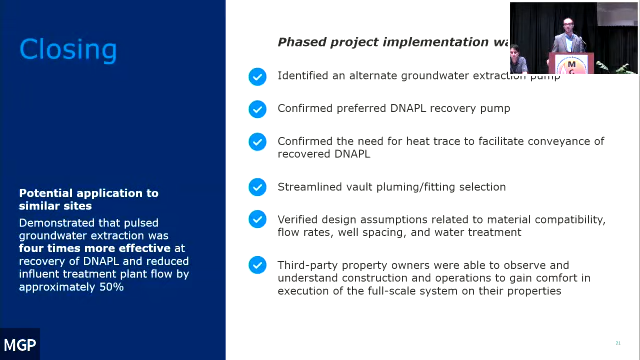 Closing
Potential application to
similar sites
Demonstrated that pulsed
groundwater extraction was
four times more effective at
recovery of DNAPL and reduced
influent treatment plant flow by
approximately 50%
MGP
Phased project implementation wa
Identified an alternate groundwater extraction pump
Confirmed preferred DNAPL recovery pump
Confirmed the need for heat trace to facilitate conveyance of
recovered DNAPL
Streamlined vault pluming/fitting selection
Verified design assumptions related to material compatibility,
flow rates, well spacing, and water treatment
Third-party property owners were able to observe and
understand construction and operations to gain comfort in
execution of the full-scale system on their properties